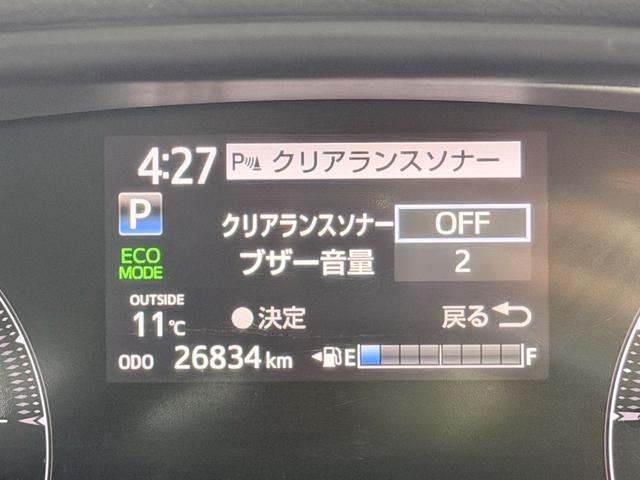 4:27 P クリアランスソナー
P クリアランスソナー OFF
ECO MODE ブザー音量 2
OUTSIDE
11℃ 決定 戻る
ODO 26834 km E F